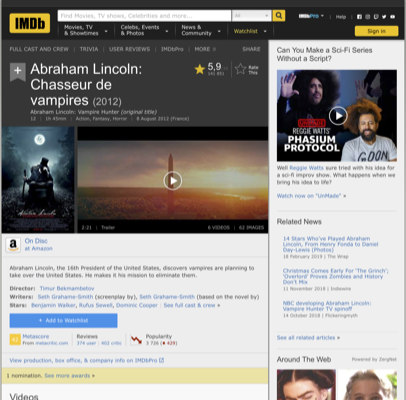 IMDb
Find Movies, TV shows, Celebrities and more...
All
IMDbPro
Help
Movies, TV
& Showtimes
Celebs, Events
& Photos
News &
Community
Watchlist
Sign in
FULL CAST AND CREW | TRIVIA | USER REVIEWS | IMDbPro | MORE
SHARE
Abraham Lincoln:
Chasseur de
vampires (2012)
Abraham Lincoln: Vampire Hunter (original title)
12 | 1h 45min | Action, Fantasy, Horror | 8 August 2012 (France)
5,9
Rate
This
2:31 | Trailer
6 VIDEOS | 62 IMAGES
On Disc
at Amazon
Abraham Lincoln, the 16th President of the United States, discovers vampires are planning
to take over the United States. He makes it his mission to eliminate them.
Director: Timur Bekmambetov
Writers: Seth Grahame-Smith (screenplay by), Seth Grahame-Smith (based on the novel by)
Stars: Benjamin Walker, Rufus Sewell, Dominic Cooper | See full cast & crew »
+ Add to Watchlist
Metascore
From metacritic.com
Reviews
374 user | 402 critic
Popularity
3 726
View production, box office, & company info on IMDbPro
1 nomination. See more awards »
Videos
Can You Make a Sci-Fi Series
Without a Script?
REGGIE WATTS'
PHASIUM
PROTOCOL
Well Reggie Watts sure tried with his idea for
a sci-fi improv show. What happens when we
bring his idea to life?
Watch now on "UnMade" »
Related News
14 Stars Who've Played Abraham
Lincoln, From Henry Fonda to Daniel
Day-Lewis (Photos)
18 February 2019 | The Wrap
Christmas Comes Early For 'The Grinch';
'Overlord' Proves Zombies and History
Don't Mix
11 November 2018 | Indiewire
NBC developing Abraham Lincoln:
Vampire Hunter TV spinoff
14 October 2018 | Flickeringmyth
See all related articles »
Around The Web
Powered by ZergNet